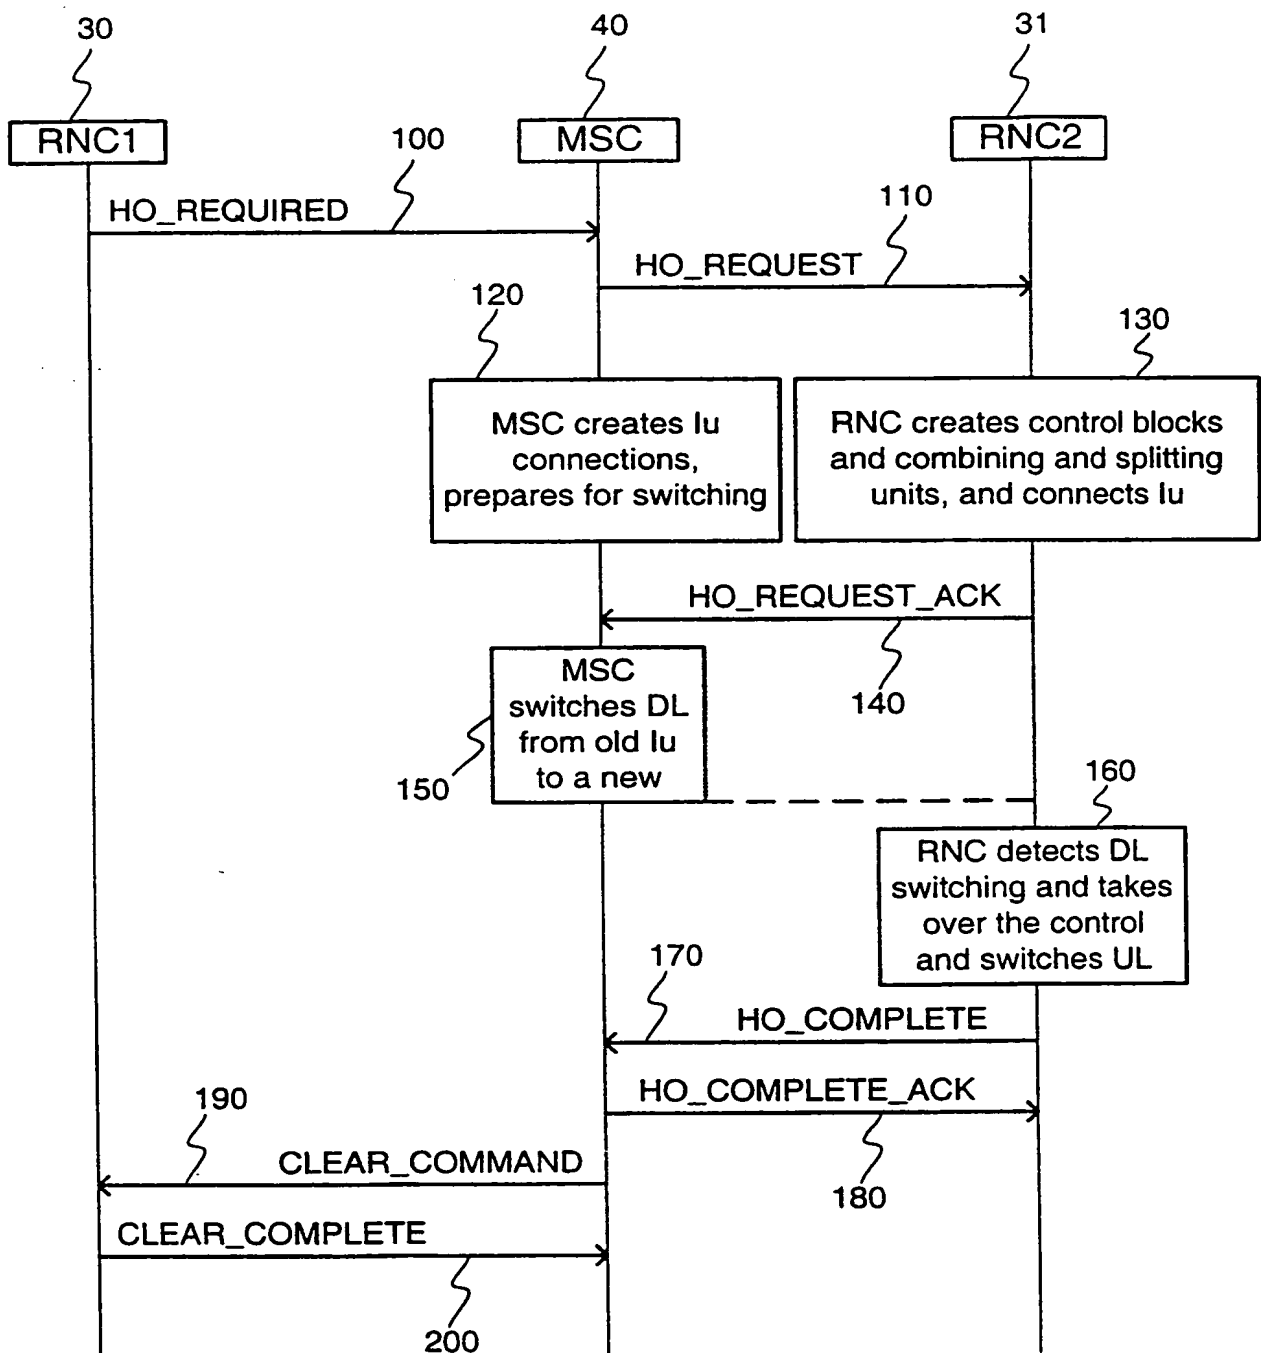 30
40
31
RNC1
MSC
RNC2
100
HO_REQUIRED
110
HO_REQUEST
120
130
MSC creates Iu
connections,
prepares for switching
RNC creates control blocks
and combining and splitting
units, and connects Iu
HO_REQUEST_ACK
140
MSC
switches DL
from old Iu
to a new
150
160
RNC detects DL
switching and takes
over the control
and switches UL
170
HO_COMPLETE
HO_COMPLETE_ACK
180
190
CLEAR_COMMAND
CLEAR_COMPLETE
200